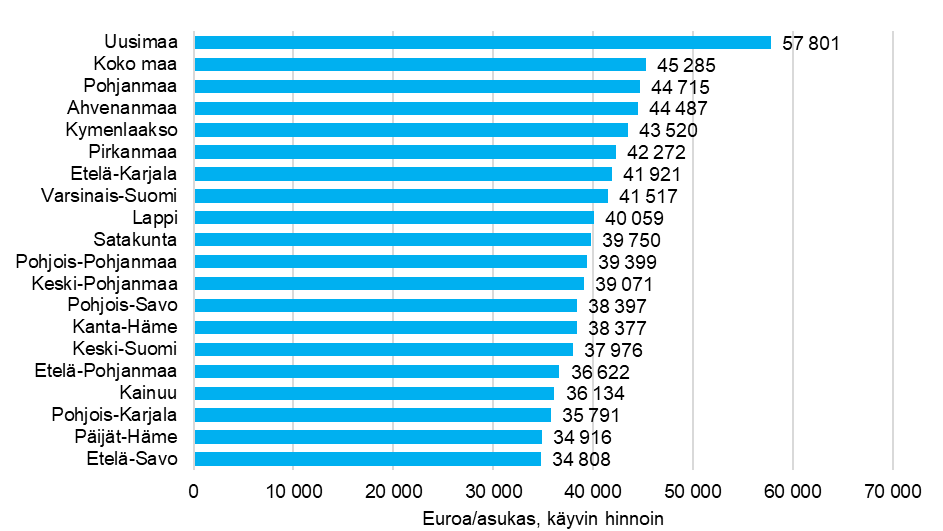 Uusimaa 57 801
Koko maa 45 285
Pohjanmaa 44 715
Ahvenanmaa 44 487
Kymenlaakso 43 520
Pirkanmaa 42 272
Etelä-Karjala 41 921
Varsinais-Suomi 41 517
Lappi 40 059
Satakunta 39 750
Pohjois-Pohjanmaa 39 399
Keski-Pohjanmaa 39 071
Pohjois-Savo 38 397
Kanta-Häme 38 377
Keski-Suomi 37 976
Etelä-Pohjanmaa 36 622
Kainuu 36 134
Pohjois-Karjala 35 791
Päijät-Häme 34 916
Etelä-Savo 34 808
0 10 000 20 000 30 000 40 000 50 000 60 000 70 000
Euroa/asukas, käyvin hinnoin